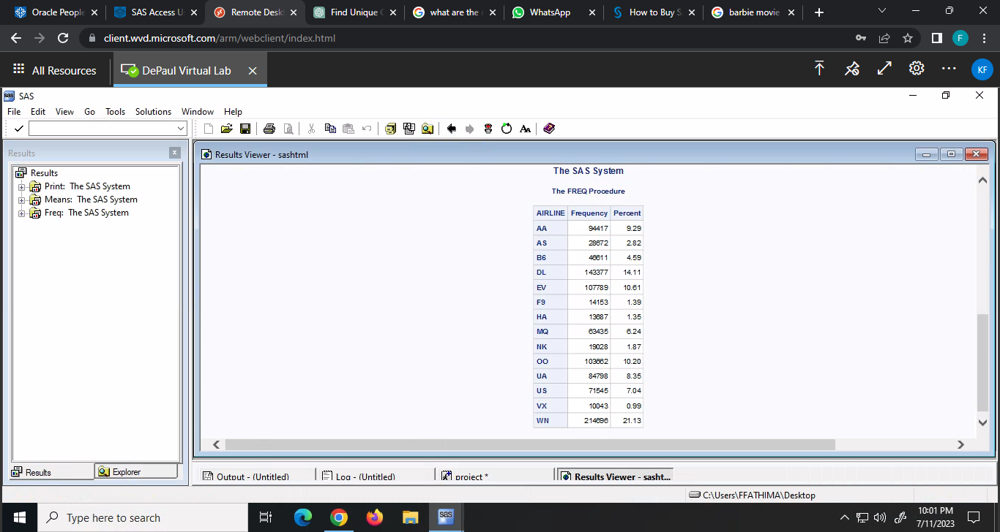 Oracle People
SAS Access U
Remote Desk
Find Unique
what are the
WhatsApp
How to Buy S
barbie movie
client.wvd.microsoft.com/arm/webclient/index.html
F
All Resources
DePaul Virtual Lab
KF
sas SAS
File Edit View Go Tools Solutions Window Help
Results
Results Viewer - sashtml
Results
Print: The SAS System
Means: The SAS System
Freq: The SAS System
The SAS System
The FREQ Procedure
AIRLINE Frequency Percent
AA 94417 9.29
AS 28672 2.82
B6 46611 4.59
DL 143377 14.11
EV 107789 10.61
F9 14153 1.39
HA 13687 1.35
MQ 63435 6.24
NK 19028 1.87
OO 103662 10.20
UA 84798 8.35
US 71545 7.04
VX 10043 0.99
WN 214696 21.13
Results Explorer
Output - (Untitled) Log - (Untitled) project * Results Viewer - sasht...
C:\Users\FFATHIMA\Desktop
Type here to search
sas
10:01 PM
7/11/2023